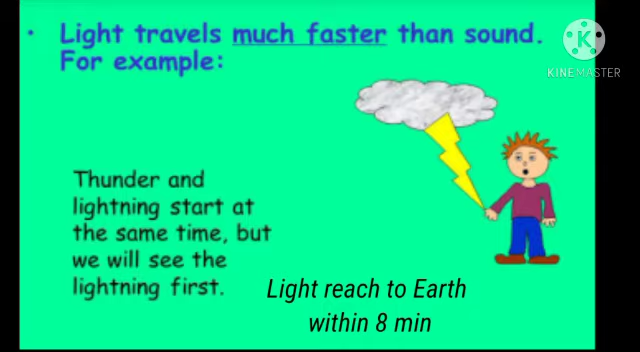 • Light travels much faster than sound.
For example:
K
KINEMASTER
Thunder and
lightning start at
the same time, but
we will see the
lightning first.
Light reach to Earth
within 8 min